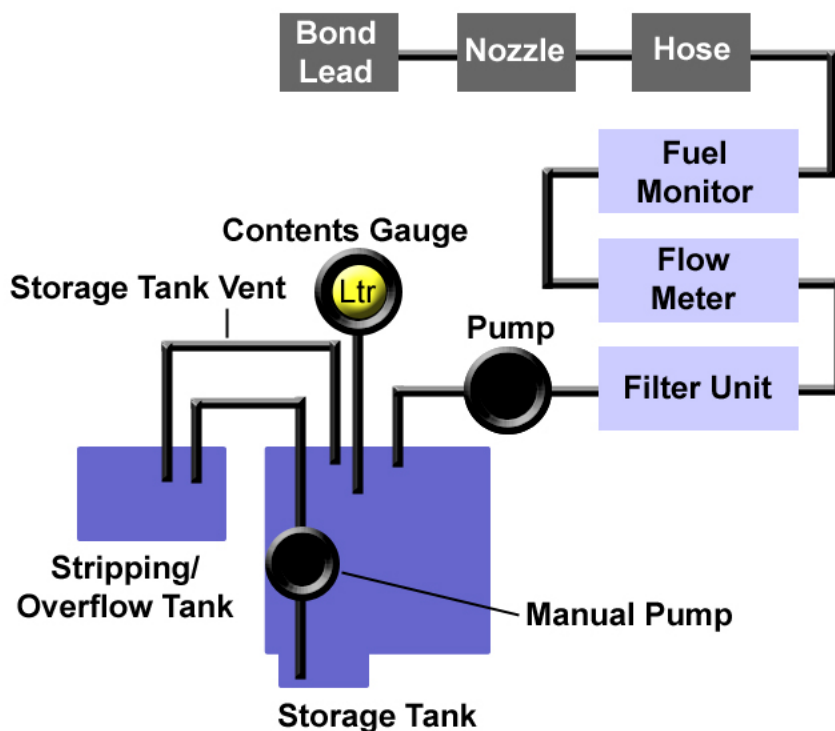 Bond
Lead
Nozzle
Hose
Fuel
Monitor
Contents Gauge
Flow
Meter
Storage Tank Vent
Ltr
Pump
Filter Unit
Stripping/
Overflow Tank
Manual Pump
Storage Tank